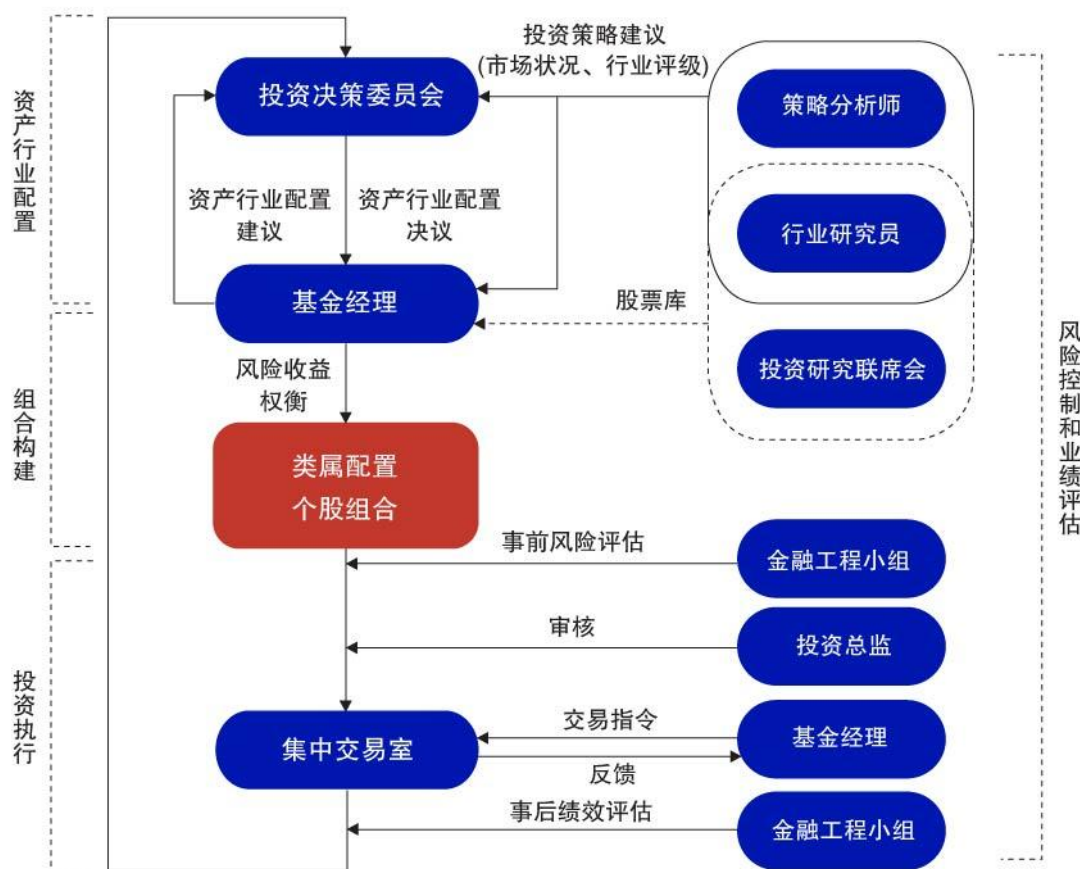 投资策略建议
(市场状况、行业评级)
投资决策委员会
策略分析师
资产行业配置
资产行业配置
建议
资产行业配置
决议
行业研究员
基金经理
股票库
投资研究联席会
风险收益
权衡
组合构建
类属配置
个股组合
风险控制和业绩评估
事前风险评估
金融工程小组
审核
投资总监
投资执行
集中交易室
交易指令
反馈
基金经理
事后绩效评估
金融工程小组